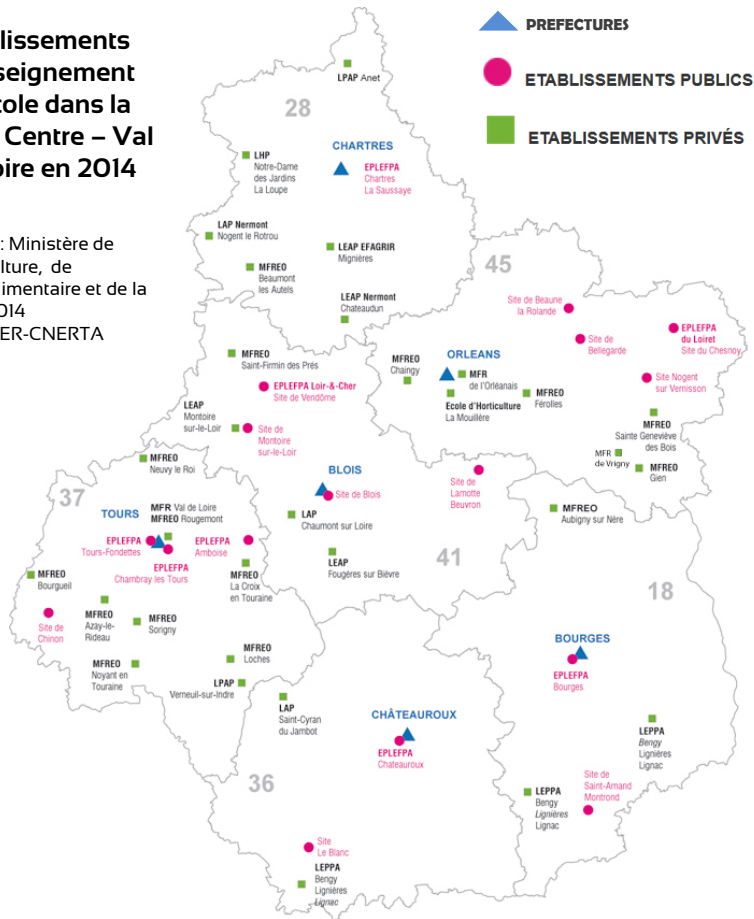 blissements
seignement
cole dans la
Centre – Val
oire en 2014
: Ministère de
lture, de
limentaire et de la
014
ER-CNERTA
PREFECTURES
ETABLISSEMENTS PUBLICS
ETABLISSEMENTS PRIVÉS
LPAP Anet
28
CHARTRES
LHP
Notre-Dame
des Jardins
La Loupe
EPLEFPA
Chartres
La Saussaye
LAP Nermont
Nogent le Rotrou
LEAP EFAGRIR
Mignières
MFREO
Beaumont
les Autels
LEAP Nermont
Chateaudun
45
Site de Beaune
la Rolande
EPLEFPA
du Loiret
Site du Chesnoy
Site de
Bellegarde
MFREO
Chaingy
ORLEANS
MFR
de l'Orléanais
Ecole d'Horticulture
La Mouillère
MFREO
Férolles
Site Nogent
sur Vernisson
MFREO
Sainte Geneviève
des Bois
MFR
de Vrigny
MFREO
Gien
MFREO
Saint-Firmin des Prés
EPLEFPA Loir-&-Cher
Site de Vendôme
LEAP
Montoire
sur-le-Loir
Site de
Montoire
sur-le-Loir
BLOIS
Site de Blois
Site de
Lamotte
Beuvron
LAP
Chaumont sur Loire
LEAP
Fougères sur Bièvre
41
MFREO
Neuvy le Roi
37
TOURS
MFR Val de Loire
MFREO Rougemont
EPLEFPA
Tours-Fondettes
EPLEFPA
Amboise
EPLEFPA
Chambray les Tours
MFREO
Bourgueil
MFREO
La Croix
en Touraine
MFREO
Azay-le-
Rideau
MFREO
Sorigny
Site de
Chinon
MFREO
Loches
MFREO
Noyant en
Touraine
LPAP
Verneuil-sur-Indre
MFREO
Aubigny sur Nère
18
BOURGES
EPLEFPA
Bourges
LEPPA
Bengy
Lignières
Lignac
Site de
Saint-Amand
Montrond
LEPPA
Bengy
Lignières
Lignac
LAP
Saint-Cyran
du Jambot
CHÂTEAUROUX
EPLEFPA
Chateauroux
36
Site
Le Blanc
LEPPA
Bengy
Lignières
Lignac